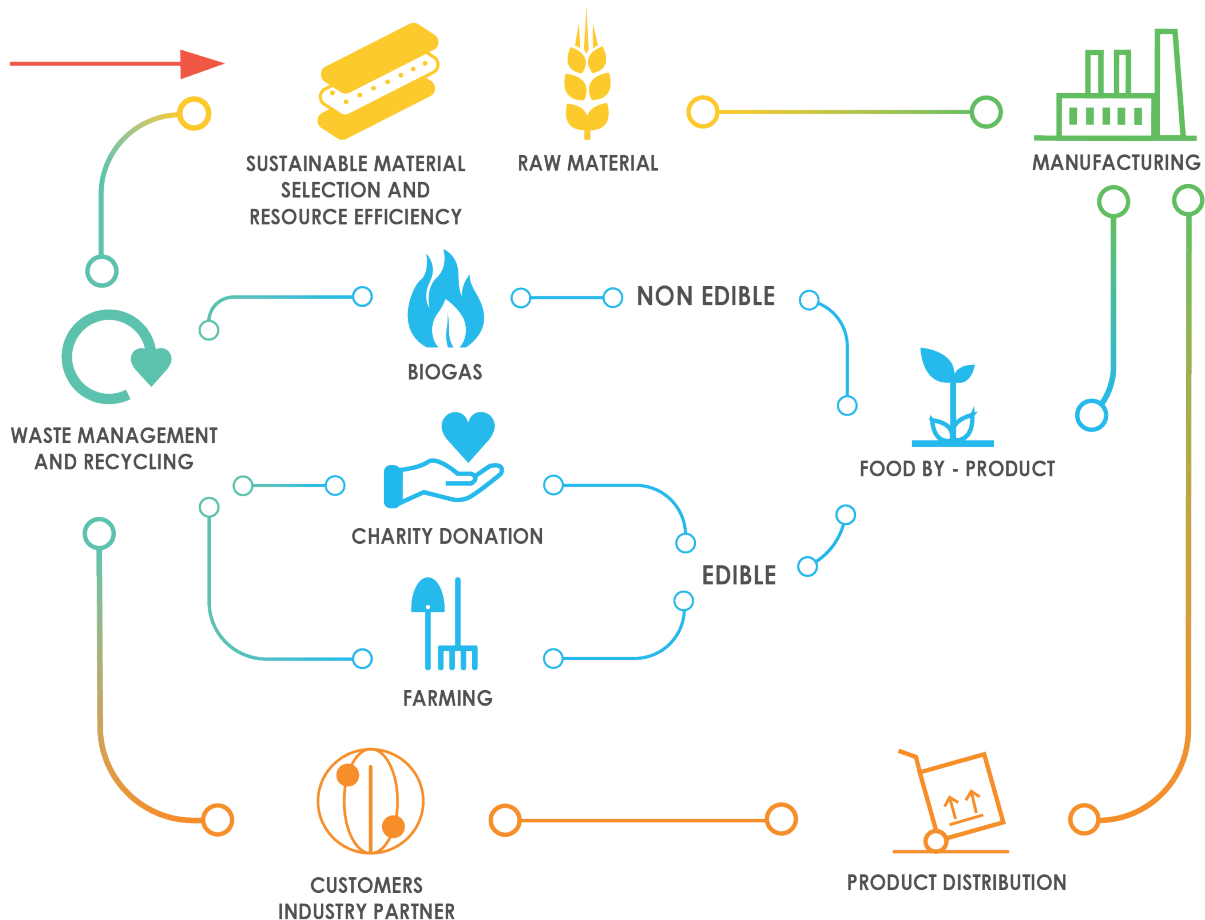 SUSTAINABLE MATERIAL
SELECTION AND
RESOURCE EFFICIENCY
RAW MATERIAL
MANUFACTURING
NON EDIBLE
BIOGAS
WASTE MANAGEMENT
AND RECYCLING
FOOD BY - PRODUCT
CHARITY DONATION
EDIBLE
FARMING
CUSTOMERS
INDUSTRY PARTNER
PRODUCT DISTRIBUTION